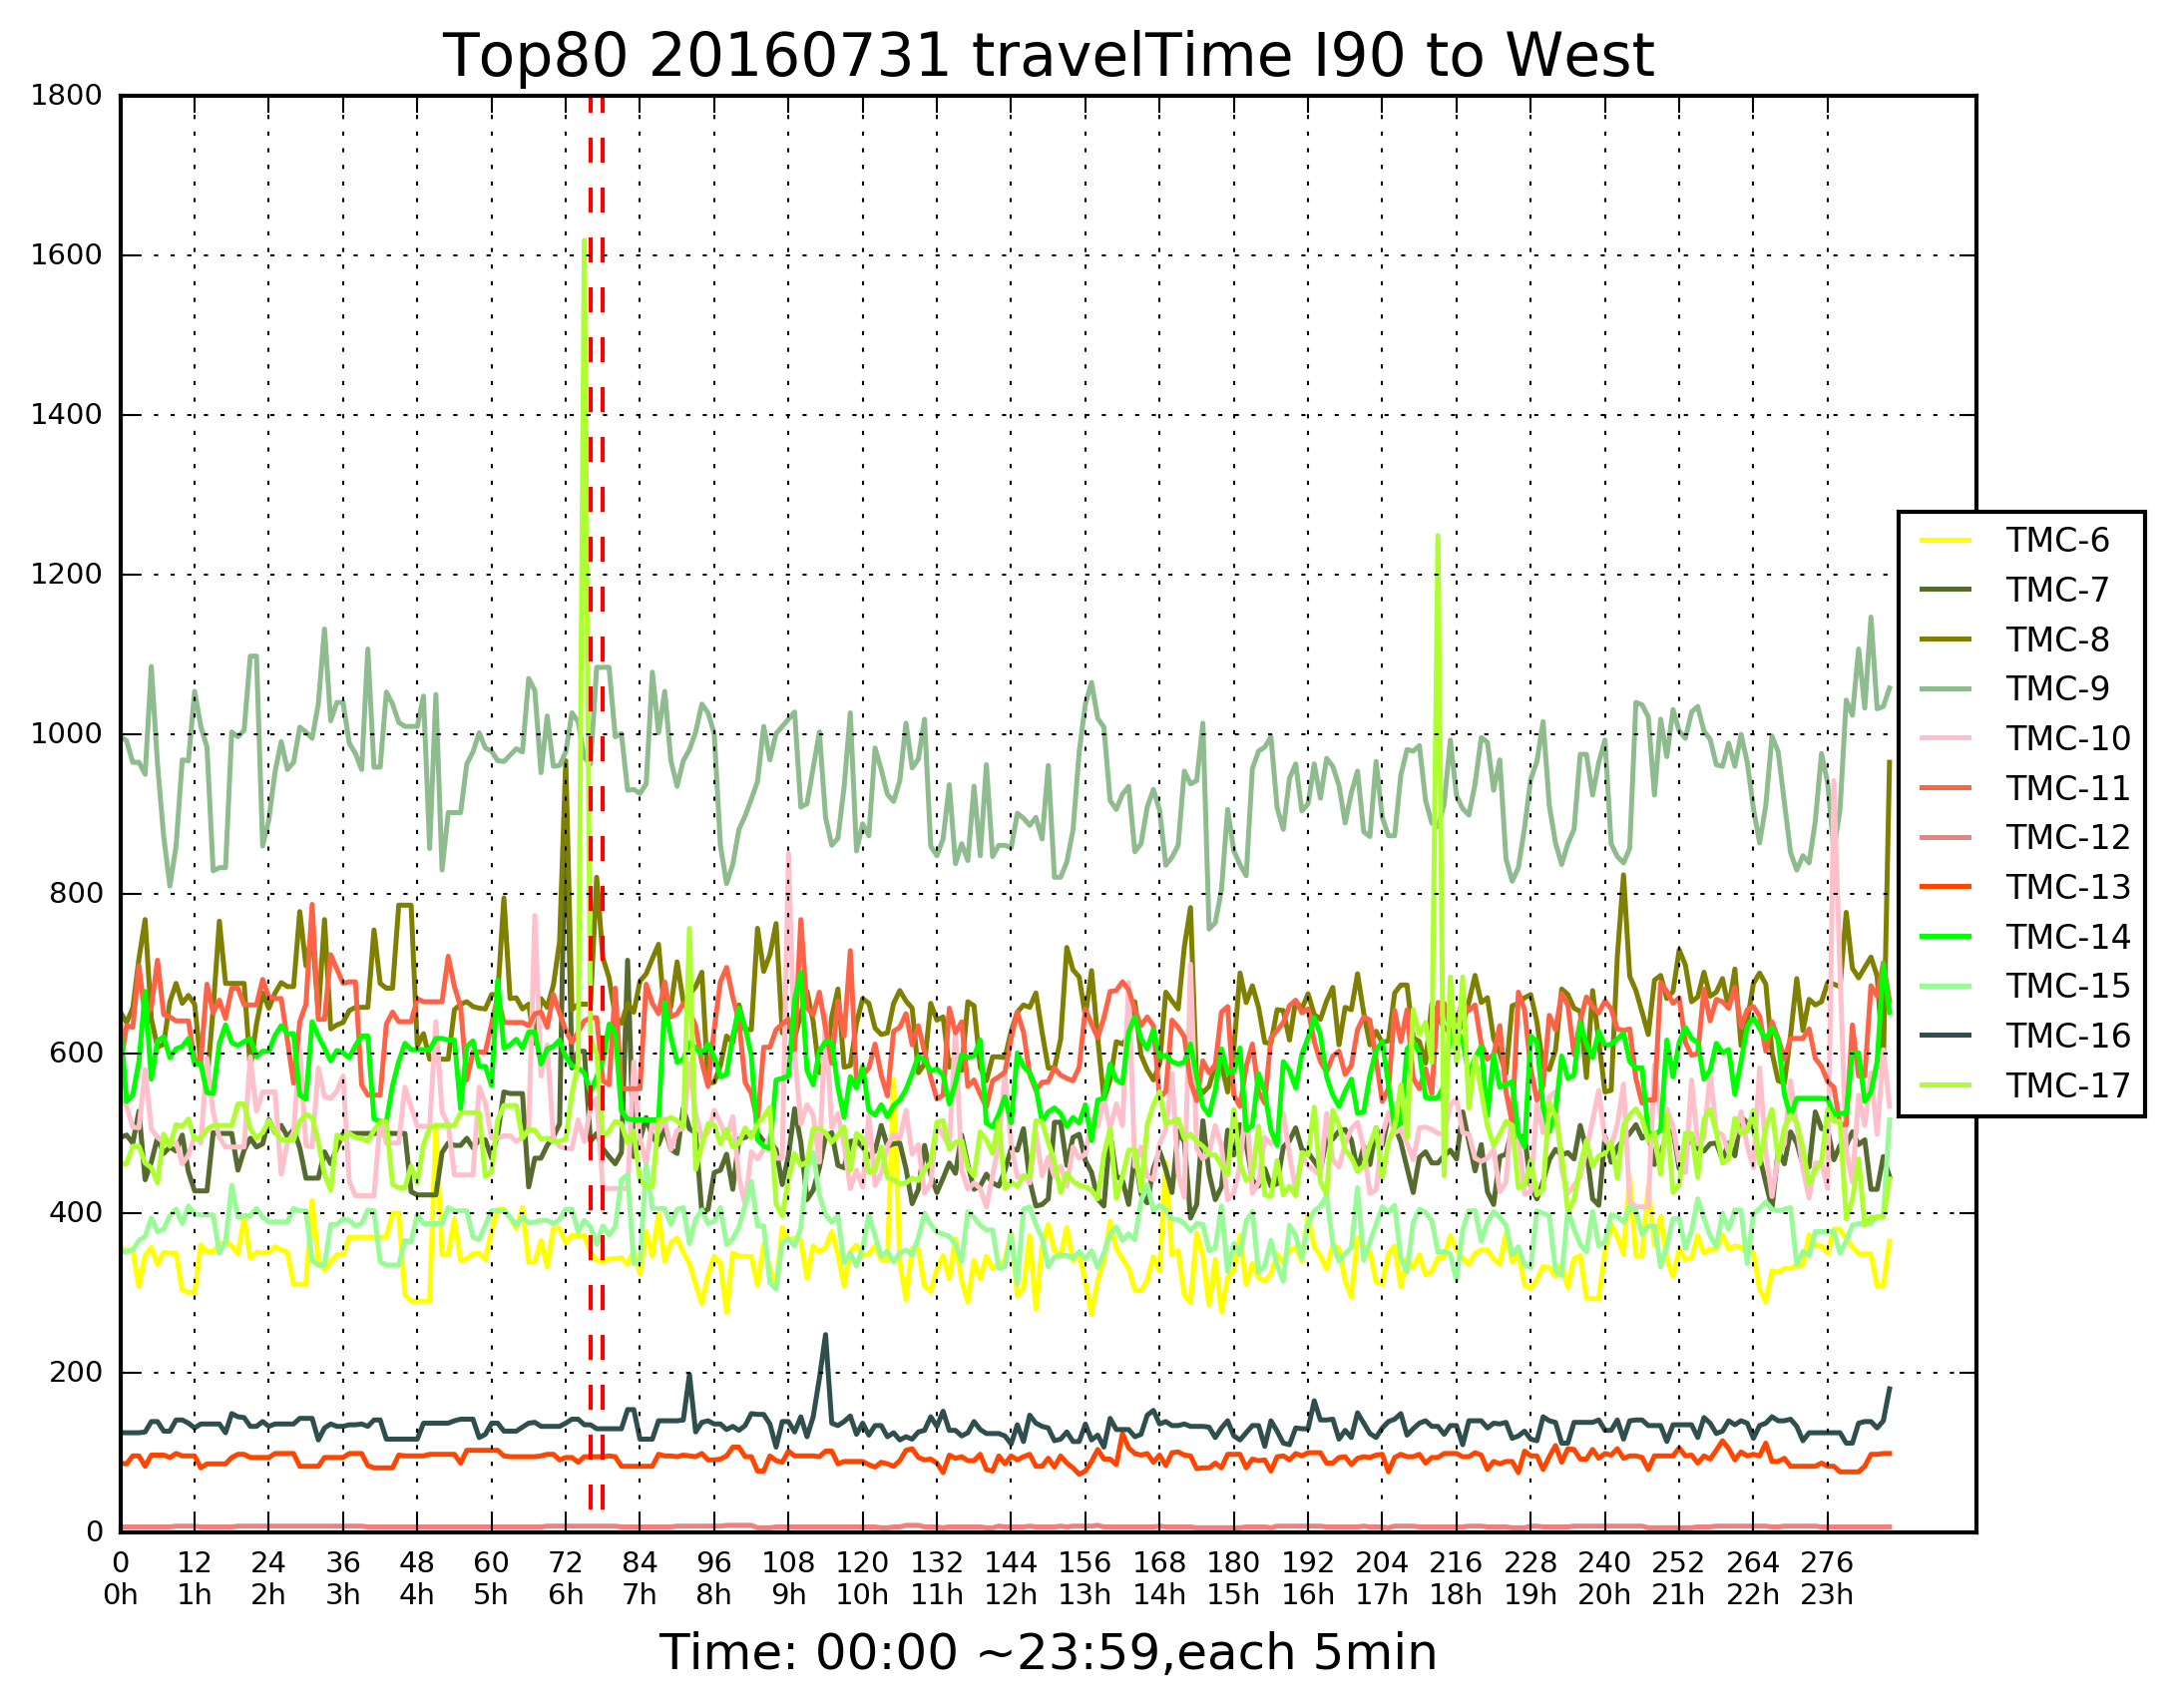 Top80 20160731 travelTime I90 to West
1800
1600
1400
1200
1000
800
600
400
200
0
TMC-6
TMC-7
TMC-8
TMC-9
TMC-10
TMC-11
TMC-12
TMC-13
TMC-14
TMC-15
TMC-16
TMC-17
0 12 24 36 48 60 72 84 96 108 120 132 144 156 168 180 192 204 216 228 240 252 264 276
0h 1h 2h 3h 4h 5h 6h 7h 8h 9h 10h 11h 12h 13h 14h 15h 16h 17h 18h 19h 20h 21h 22h 23h
Time: 00:00 ~23:59,each 5min